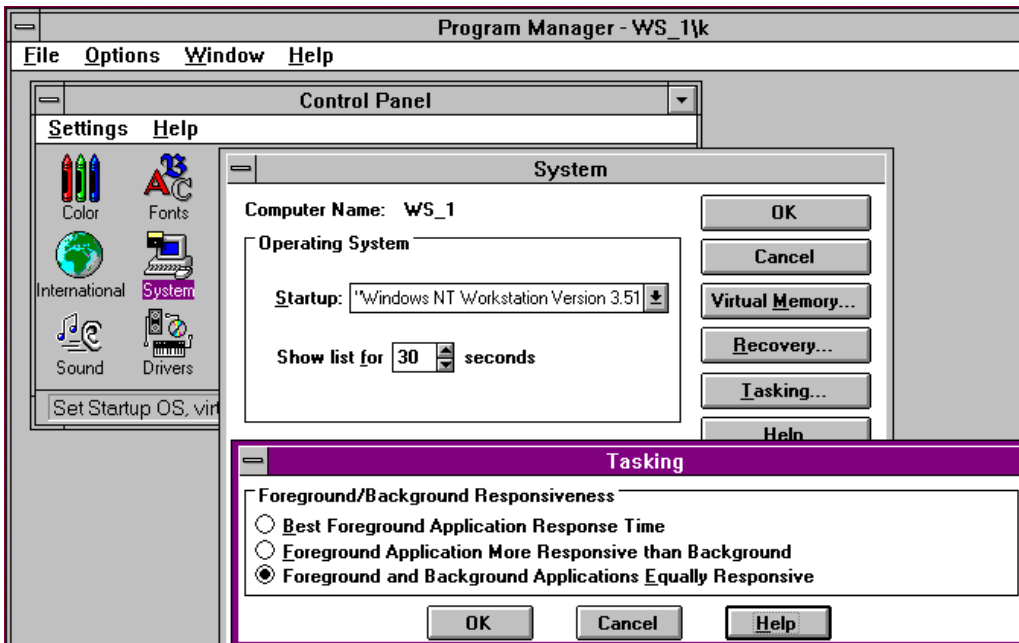 Program Manager - WS_1\k
File Options Window Help
Control Panel
Settings Help
Color Fonts
International System
Sound Drivers
Set Startup OS, virt
System
Computer Name: WS_1
Operating System
Startup: "Windows NT Workstation Version 3.51
Show list for 30 seconds
OK
Cancel
Virtual Memory...
Recovery...
Tasking...
Help
Tasking
Foreground/Background Responsiveness
Best Foreground Application Response Time
Foreground Application More Responsive than Background
Foreground and Background Applications Equally Responsive
OK Cancel Help